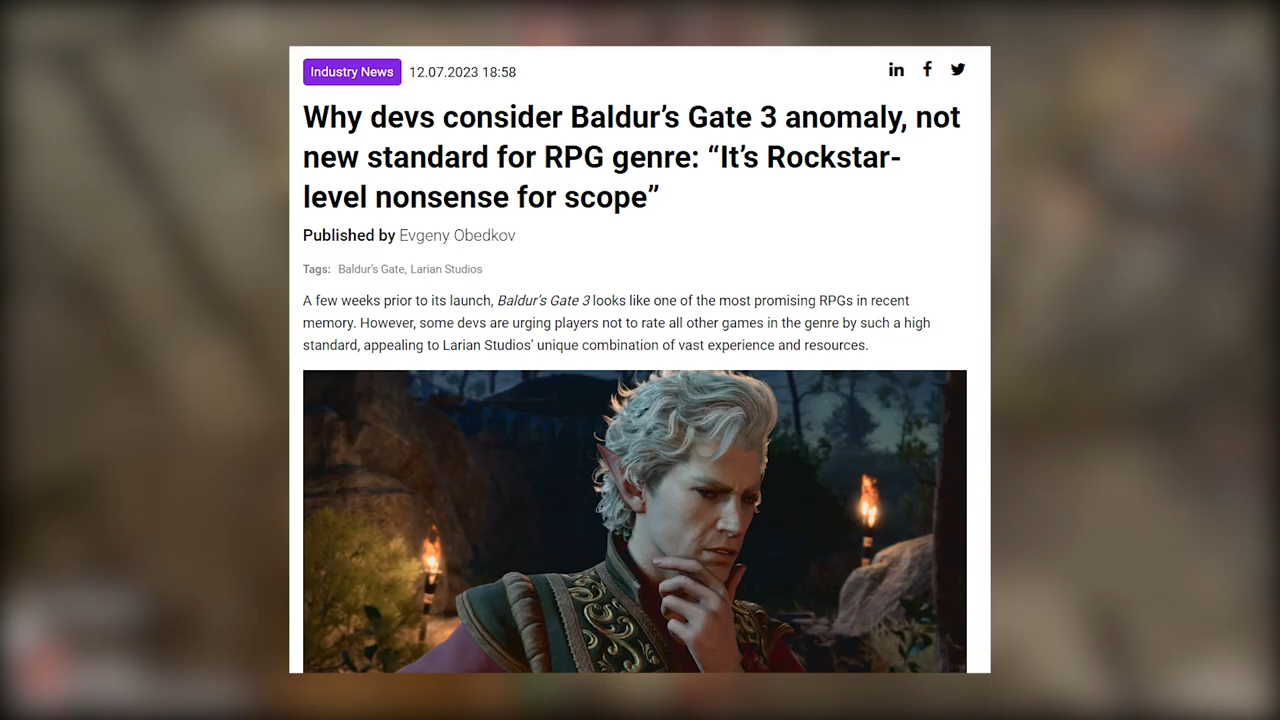 Industry News 12.07.2023 18:58
Why devs consider Baldur’s Gate 3 anomaly, not
new standard for RPG genre: “It’s Rockstar-
level nonsense for scope”
Published by Evgeny Obedkov
Tags: Baldur’s Gate, Larian Studios
A few weeks prior to its launch, Baldur’s Gate 3 looks like one of the most promising RPGs in recent
memory. However, some devs are urging players not to rate all other games in the genre by such a high
standard, appealing to Larian Studios’ unique combination of vast experience and resources.